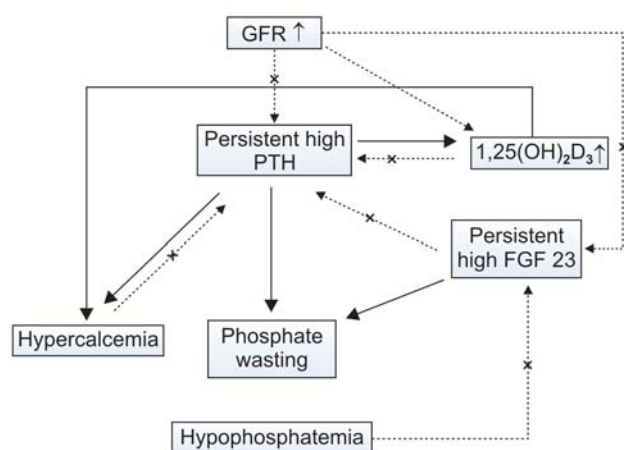 GFR ↑
Persistent high
PTH
1,25(OH)₂D₃↑
Persistent
high FGF 23
Hypercalcemia
Phosphate
wasting
Hypophosphatemia